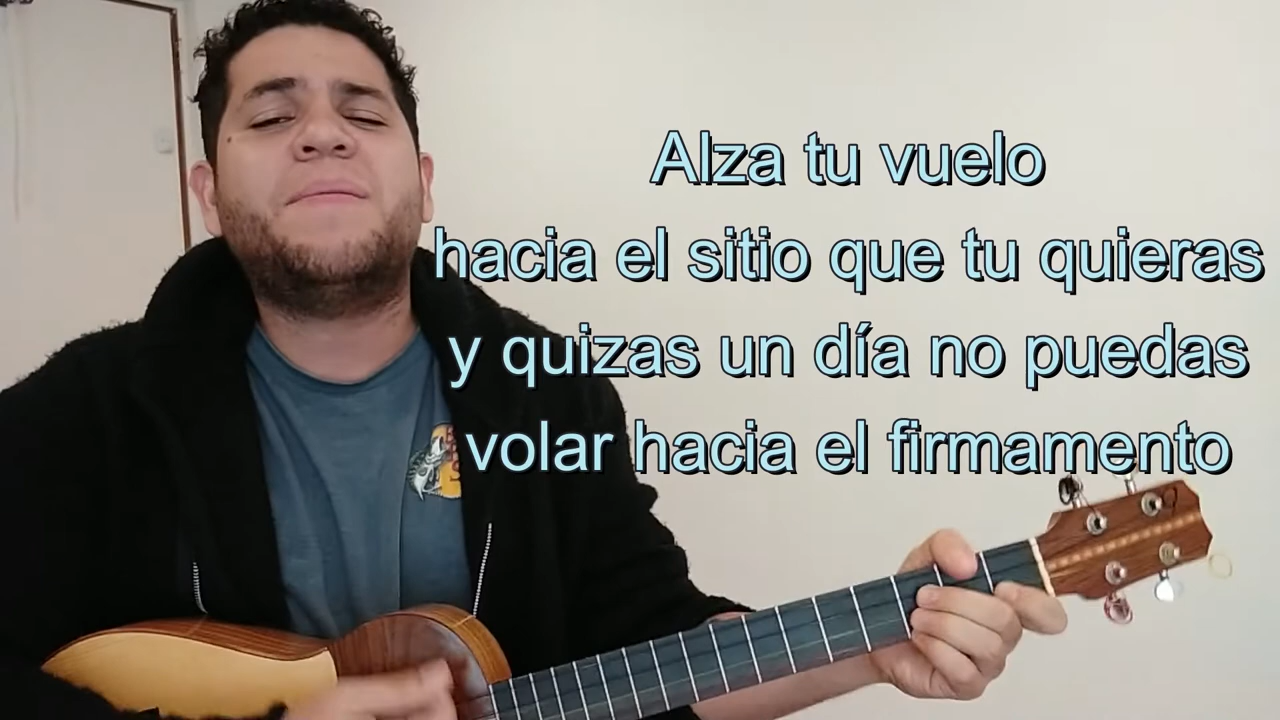 Alza tu vuelo
hacia el sitio que tu quieras
y quizas un día no puedas
volar hacia el firmamento